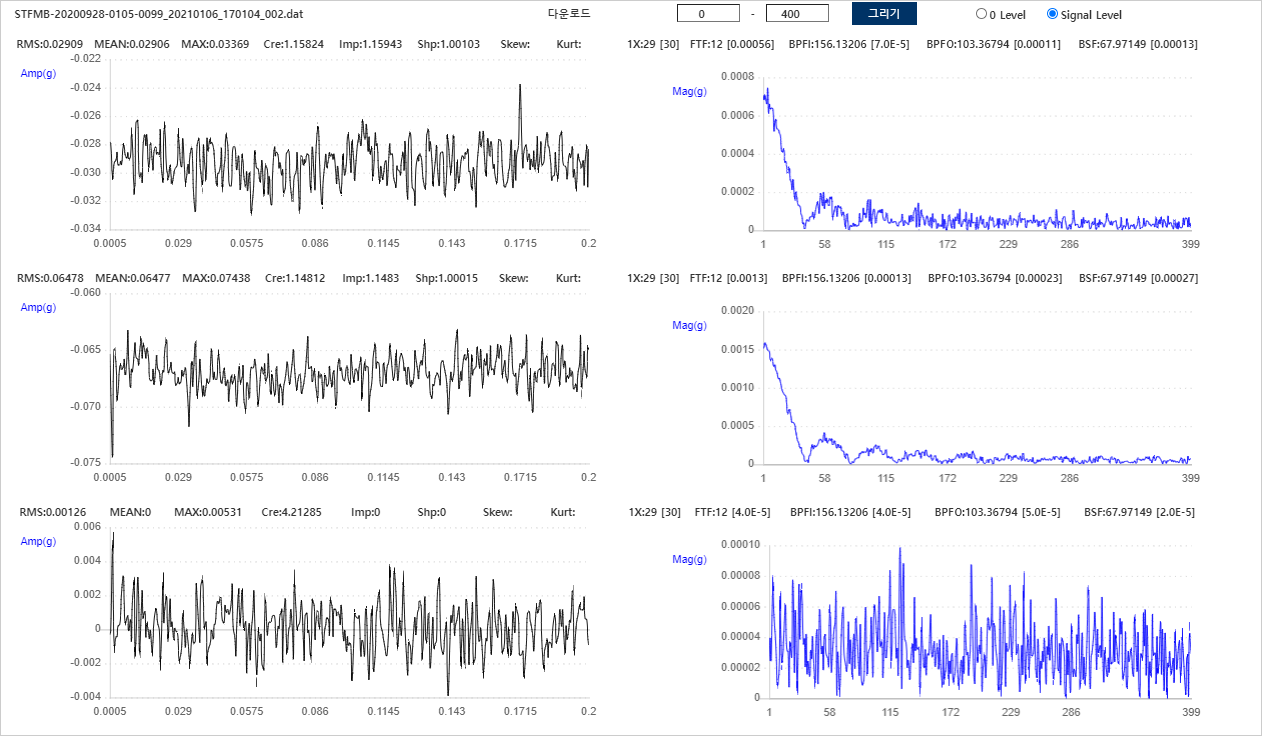 STFMB-20200928-0105-0099_20210106_170104_002.dat 다운로드 0 - 400 그리기 0 Level Signal Level
RMS:0.02909 MEAN:0.02906 MAX:0.03369 Cre:1.15824 Imp:1.15943 Shp:1.00103 Skew: Kurt: 1X:29 [30] FTF:12 [0.00056] BPFI:156.13206 [7.0E-5] BPFO:103.36794 [0.00011] BSF:67.97149 [0.00013]
Amp(g)
-0.022
-0.024
-0.026
-0.028
-0.030
-0.032
-0.034
0.0005 0.029 0.0575 0.086 0.1145 0.143 0.1715 0.2
Mag(g)
0.0008
0.0006
0.0004
0.0002
0
1 58 115 172 229 286 399
RMS:0.06478 MEAN:0.06477 MAX:0.07438 Cre:1.14812 Imp:1.1483 Shp:1.00015 Skew: Kurt: 1X:29 [30] FTF:12 [0.0013] BPFI:156.13206 [0.00013] BPFO:103.36794 [0.00023] BSF:67.97149 [0.00027]
Amp(g)
-0.060
-0.065
-0.070
-0.075
0.0005 0.029 0.0575 0.086 0.1145 0.143 0.1715 0.2
Mag(g)
0.0020
0.0015
0.0010
0.0005
0
1 58 115 172 229 286 399
RMS:0.00126 MEAN:0 MAX:0.00531 Cre:4.21285 Imp:0 Shp:0 Skew: Kurt: 1X:29 [30] FTF:12 [4.0E-5] BPFI:156.13206 [4.0E-5] BPFO:103.36794 [5.0E-5] BSF:67.97149 [2.0E-5]
Amp(g)
0.006
0.004
0.002
0
-0.002
-0.004
0.0005 0.029 0.0575 0.086 0.1145 0.143 0.1715 0.2
Mag(g)
0.00010
0.00008
0.00006
0.00004
0.00002
0
1 58 115 172 229 286 399